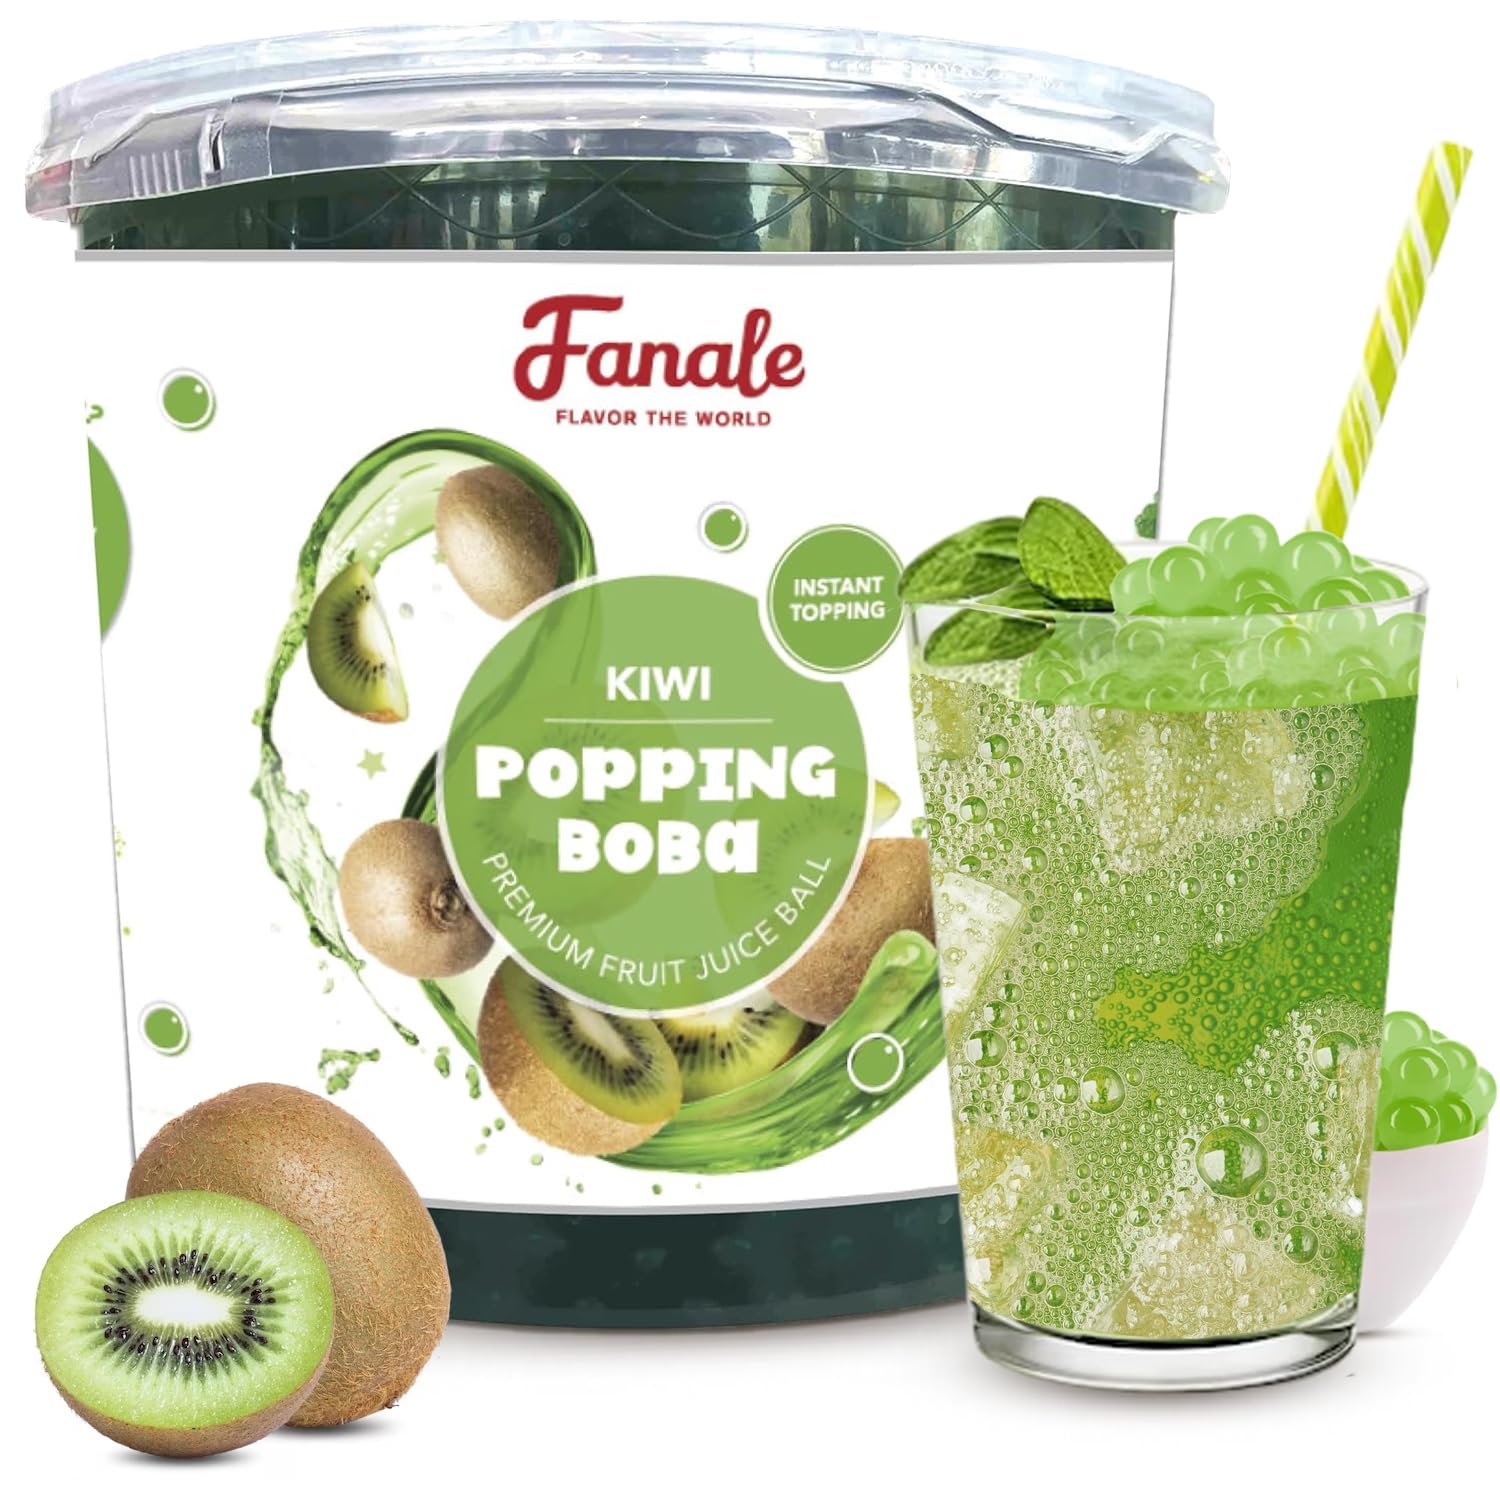 Fanale
FLAVOR THE WORLD
INSTANT
TOPPING
KIWI
POPPING
BOBA
PREMIUM FRUIT JUICE BALL